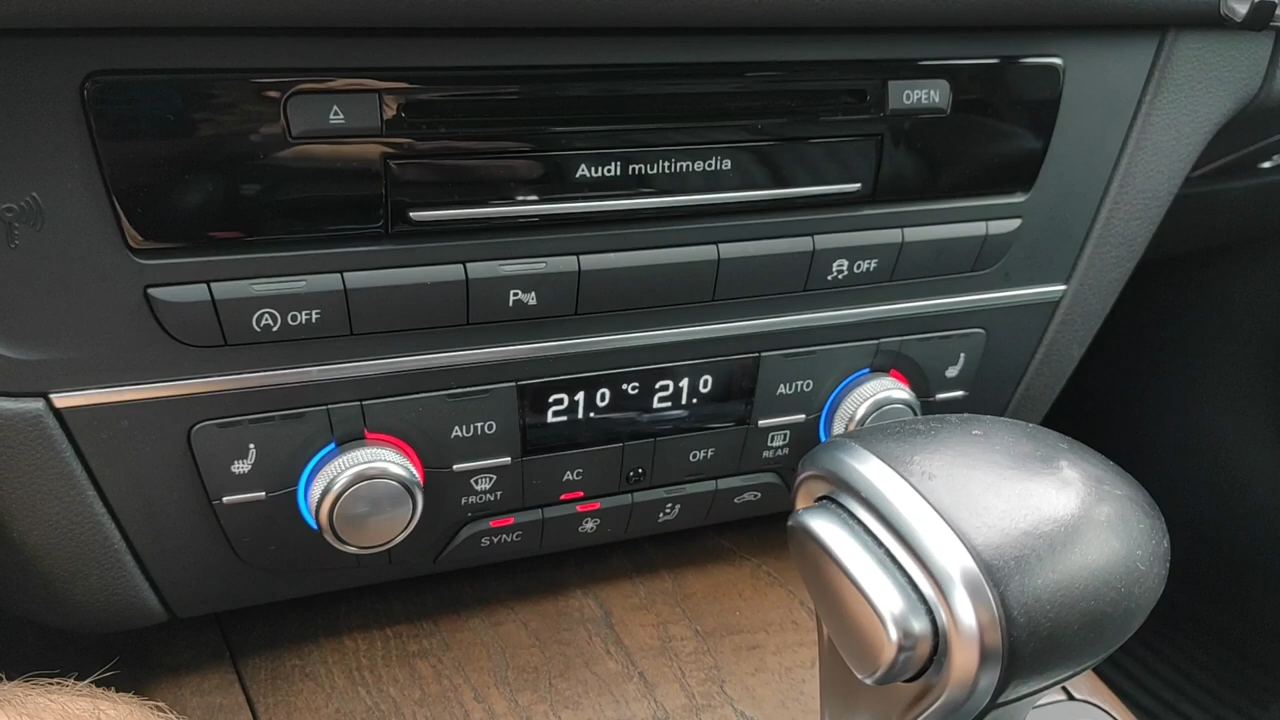 OPEN
Audi multimedia
A OFF
P
OFF
21.0 °C 21.0
AUTO
AUTO
FRONT
AC
OFF
REAR
SYNC